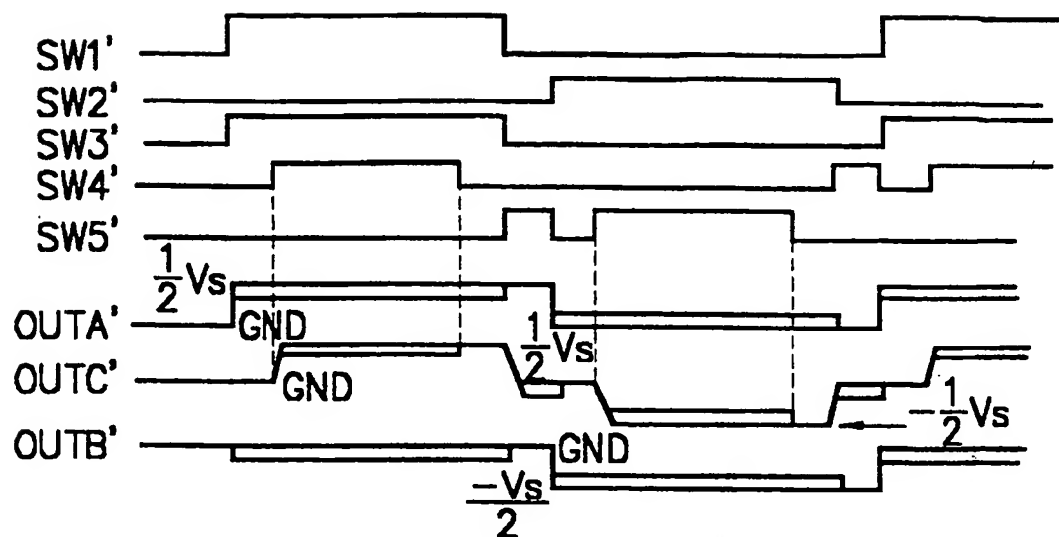 SW1'
SW2'
SW3'
SW4'
SW5'
1/2 Vs
OUTA'
GND
1/2 Vs
OUTC'
GND
-1/2 Vs
OUTB'
GND
-Vs/2